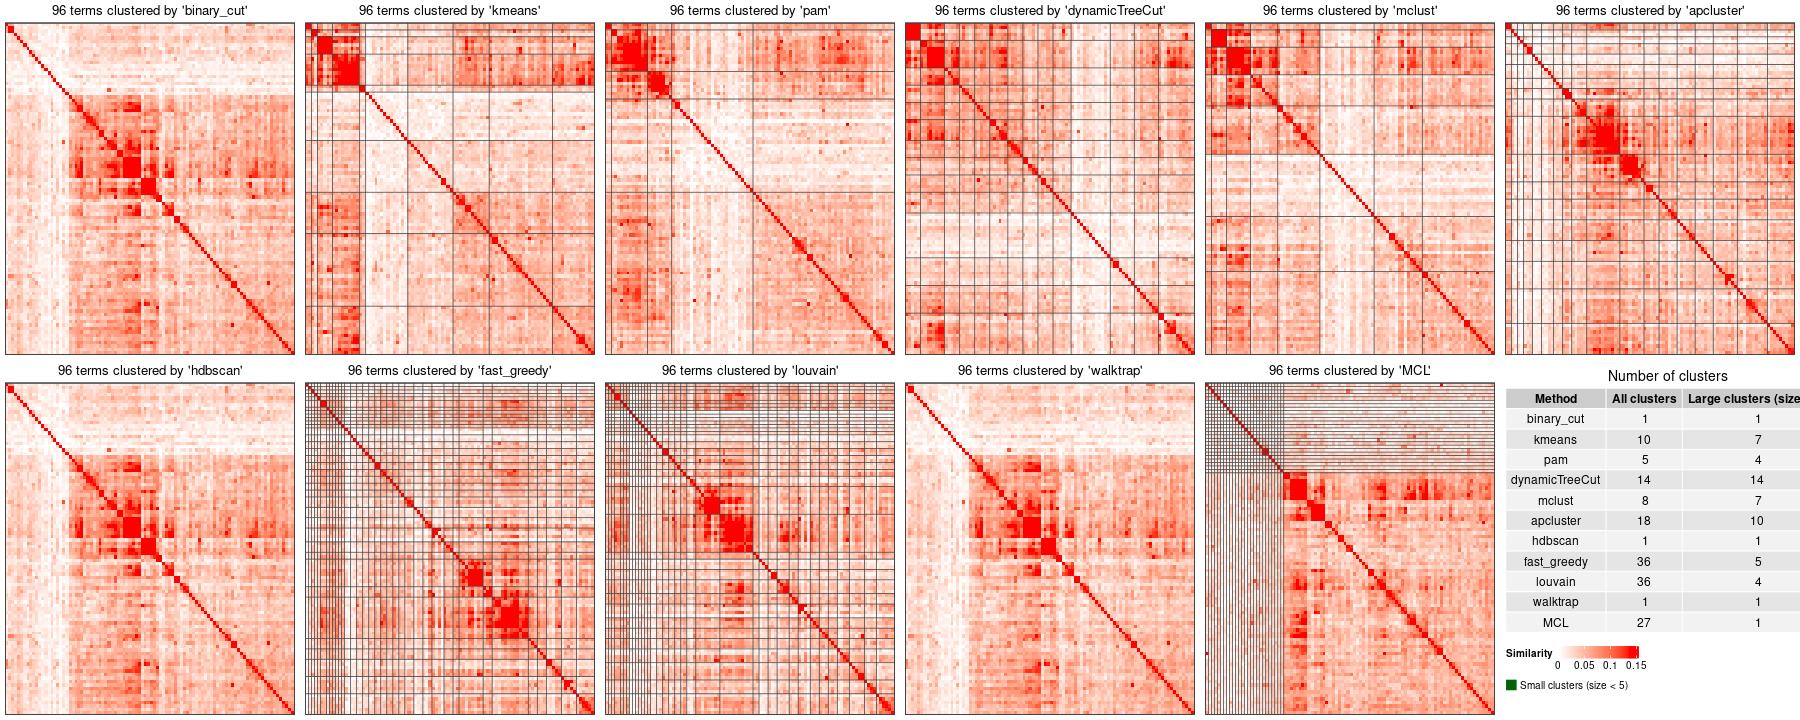 96 terms clustered by 'binary_cut'
96 terms clustered by 'kmeans'
96 terms clustered by 'pam'
96 terms clustered by 'dynamicTreeCut'
96 terms clustered by 'mclust'
96 terms clustered by 'apcluster'
96 terms clustered by 'hdbscan'
96 terms clustered by 'fast_greedy'
96 terms clustered by 'louvain'
96 terms clustered by 'walktrap'
96 terms clustered by 'MCL'
Number of clusters
Method All clusters Large clusters (size
binary_cut 1 1
kmeans 10 7
pam 5 4
dynamicTreeCut 14 14
mclust 8 7
apcluster 18 10
hdbscan 1 1
fast_greedy 36 5
louvain 36 4
walktrap 1 1
MCL 27 1
Similarity
0 0.05 0.1 0.15
Small clusters (size < 5)